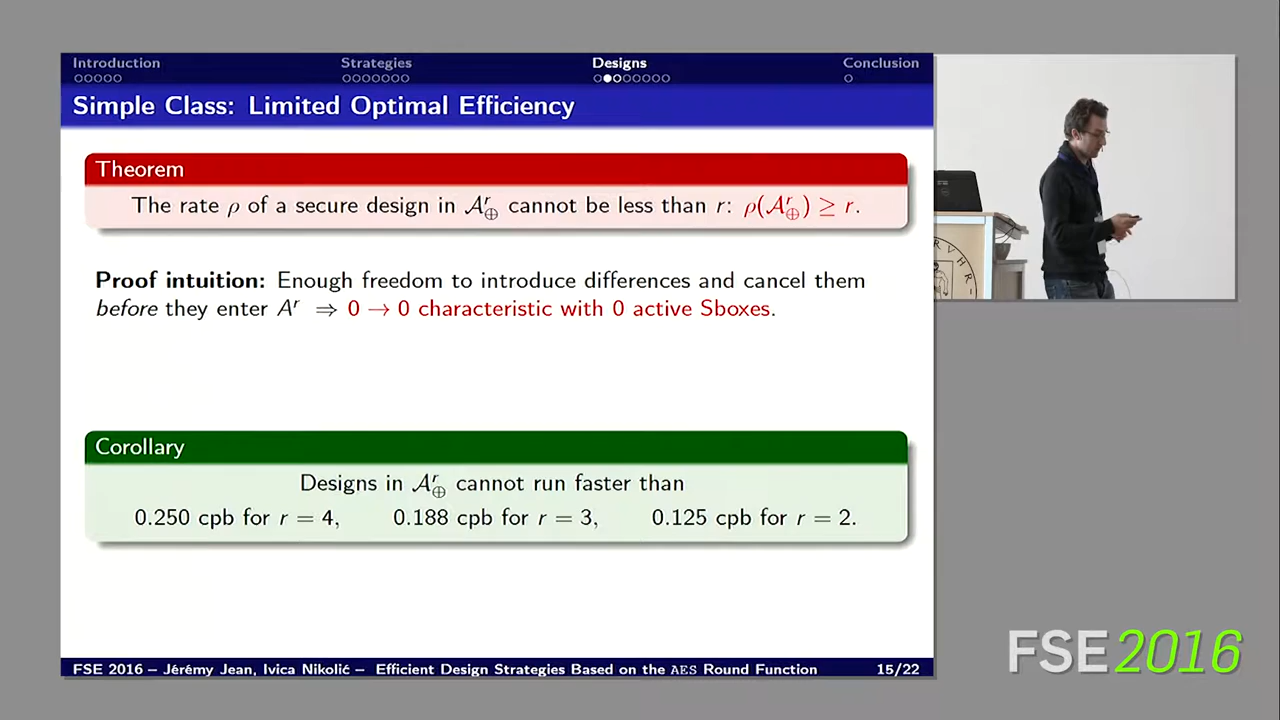 Introduction Strategies Designs Conclusion
Simple Class: Limited Optimal Efficiency
Theorem
The rate ρ of a secure design in 𝒜ʳ⊕ cannot be less than r: ρ(𝒜ʳ⊕) ≥ r.
Proof intuition: Enough freedom to introduce differences and cancel them
before they enter Aʳ ⇒ 0 → 0 characteristic with 0 active Sboxes.
Corollary
Designs in 𝒜ʳ⊕ cannot run faster than
0.250 cpb for r = 4, 0.188 cpb for r = 3, 0.125 cpb for r = 2.
FSE 2016 – Jérémy Jean, Ivica Nikolić – Efficient Design Strategies Based on the AES Round Function 15/22
FSE 2016